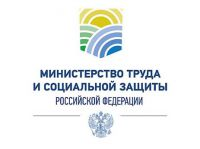 МИНИСТЕРСТВО ТРУДА
И СОЦИАЛЬНОЙ ЗАЩИТЫ
РОССИЙСКОЙ ФЕДЕРАЦИИ